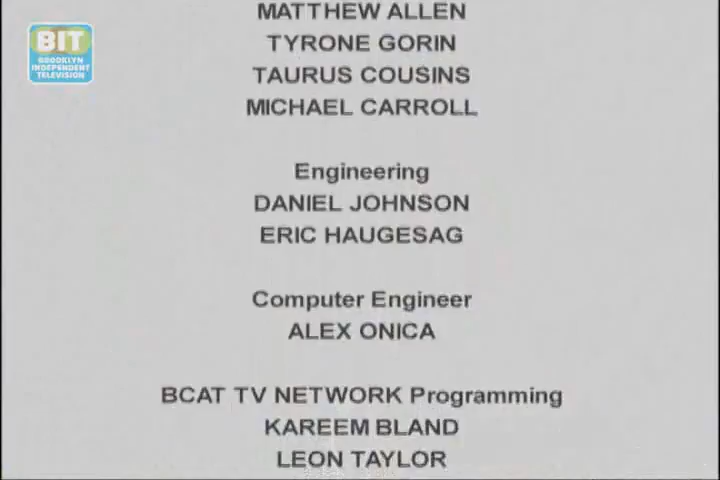 BIT
BROOKLYN
INDEPENDENT
TELEVISION
MATTHEW ALLEN
TYRONE GORIN
TAURUS COUSINS
MICHAEL CARROLL
Engineering
DANIEL JOHNSON
ERIC HAUGESAG
Computer Engineer
ALEX ONICA
BCAT TV NETWORK Programming
KAREEM BLAND
LEON TAYLOR